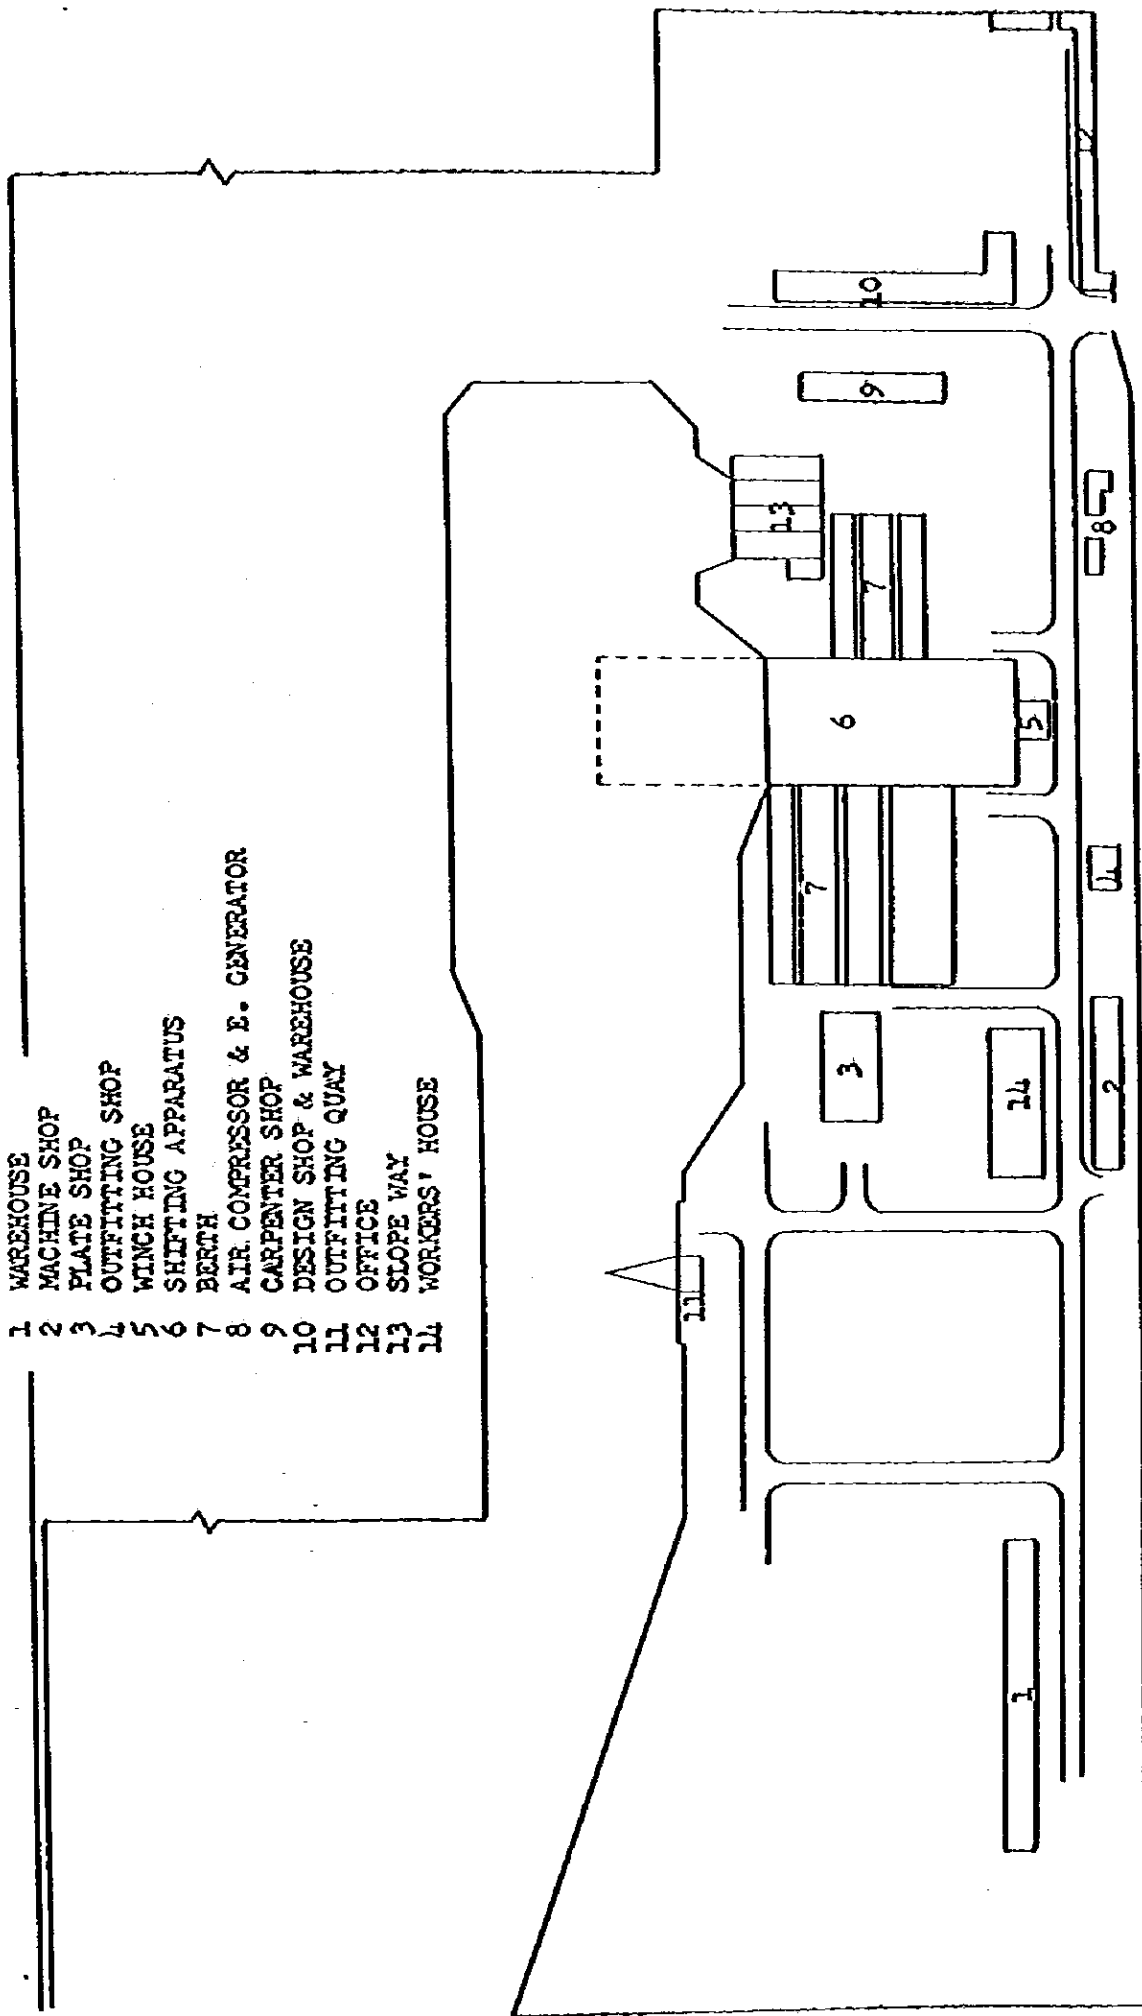 1 WAREHOUSE
2 MACHINE SHOP
3 PLATE SHOP
4 OUTFITTING SHOP
5 WINCH HOUSE
6 SHIFTING APPARATUS
7 BERTH
8 AIR COMPRESSOR & E. GENERATOR
9 CARPENTER SHOP
10 DESIGN SHOP & WAREHOUSE
11 OUTFITTING QUAY
12 OFFICE
13 SLOPE WAY
14 WORKERS' HOUSE
11
13
10
9
7
6
7
3
5
14
1
12
8
4
2